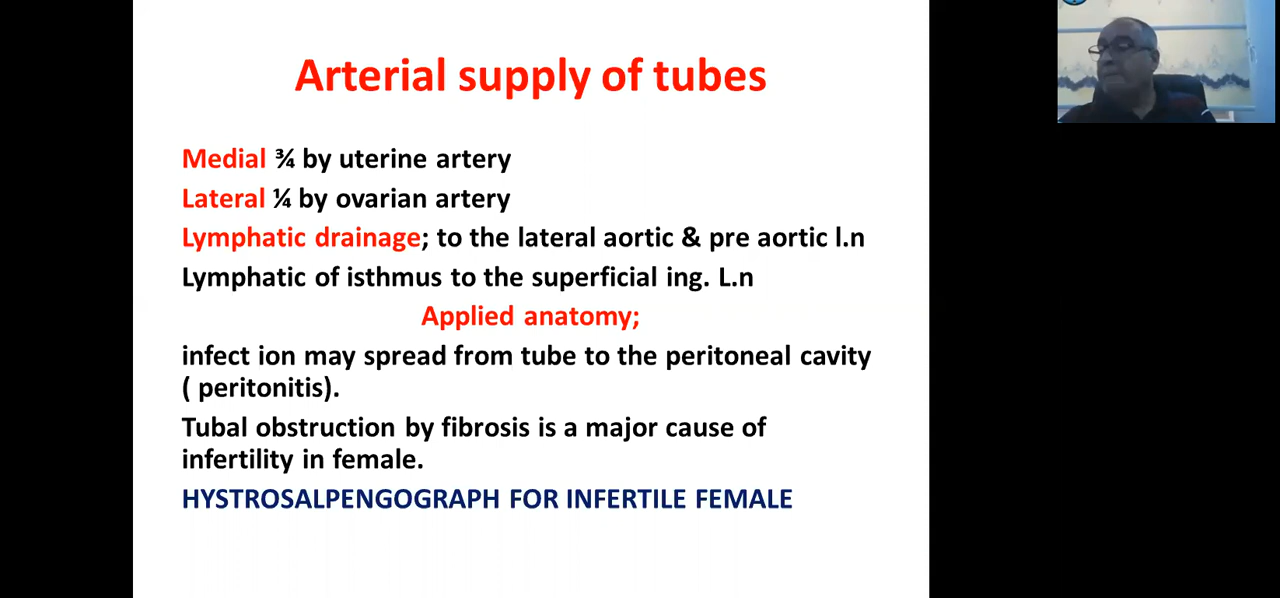 Arterial supply of tubes
Medial ¾ by uterine artery
Lateral ¼ by ovarian artery
Lymphatic drainage; to the lateral aortic & pre aortic l.n
Lymphatic of isthmus to the superficial ing. L.n
Applied anatomy;
infect ion may spread from tube to the peritoneal cavity
( peritonitis).
Tubal obstruction by fibrosis is a major cause of
infertility in female.
HYSTROSALPENGOGRAPH FOR INFERTILE FEMALE